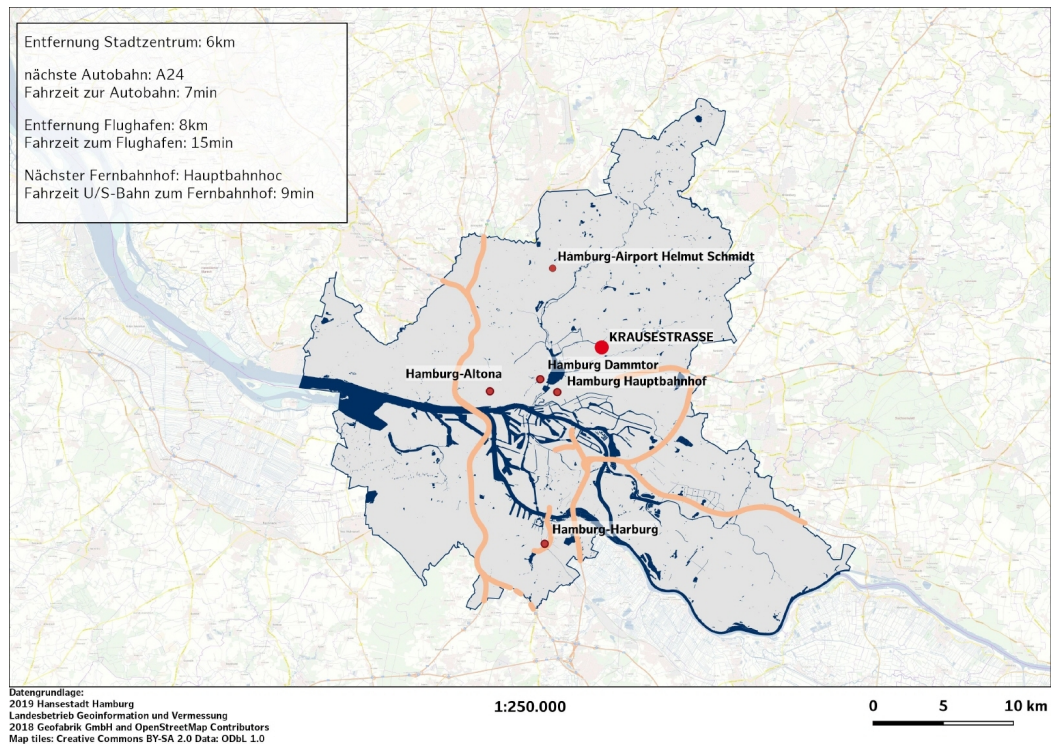 Entfernung Stadtzentrum: 6km
nächste Autobahn: A24
Fahrzeit zur Autobahn: 7min
Entfernung Flughafen: 8km
Fahrzeit zum Flughafen: 15min
Nächster Fernbahnhof: Hauptbahnhoc
Fahrzeit U/S-Bahn zum Fernbahnhof: 9min
Hamburg-Airport Helmut Schmidt
KRAUSESTRASSE
Hamburg Dammtor
Hamburg-Altona
Hamburg Hauptbahnhof
Hamburg-Harburg
Datengrundlage:
2019 Hansestadt Hamburg
Landesbetrieb Geoinformation und Vermessung
2018 Geofabrik GmbH and OpenStreetMap Contributors
Map tiles: Creative Commons BY-SA 2.0 Data: ODbL 1.0
1:250.000
0 5 10 km